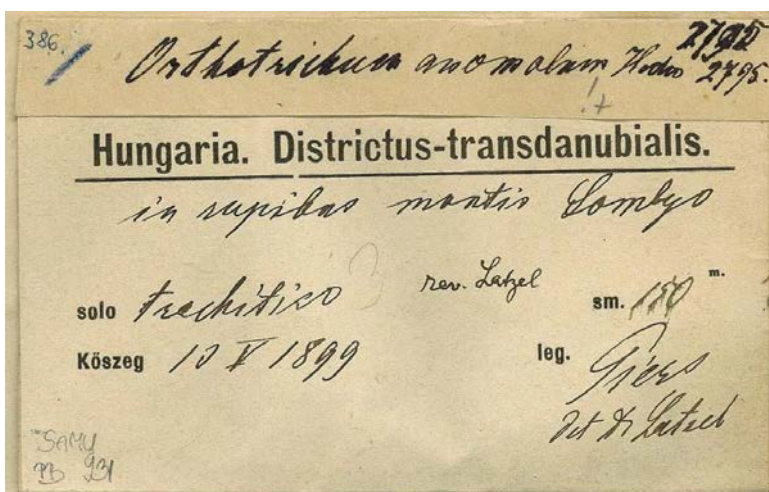 386.
2795.
Orthotrichum anomalum Hedw
!+
Hungaria. Districtus-transdanubialis.
in rupibus montis Somlyo
rev. Latzel
solo trachitico sm. 150 m.
Kőszeg 10 V 1899 leg. Piers
det Dr Latzel
SAMU
93